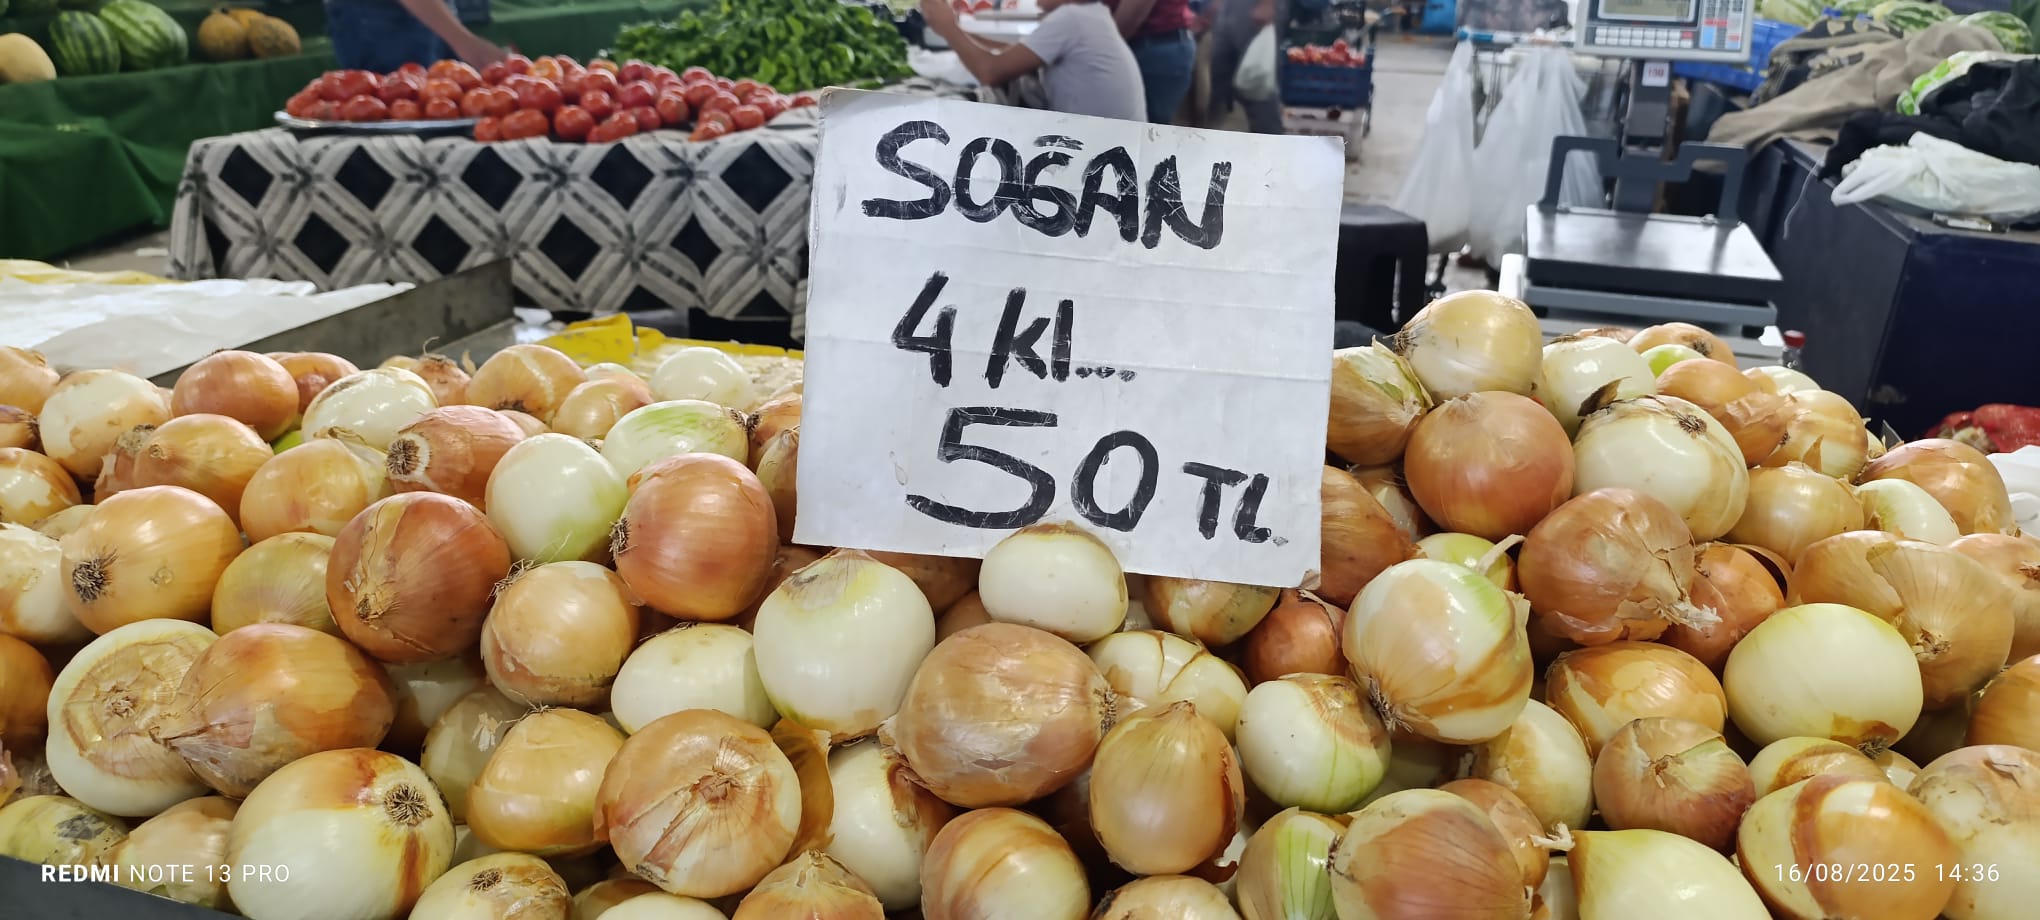 SOĞAN
4 kl....
50 TL.
REDMI NOTE 13 PRO
16/08/2025 14:36